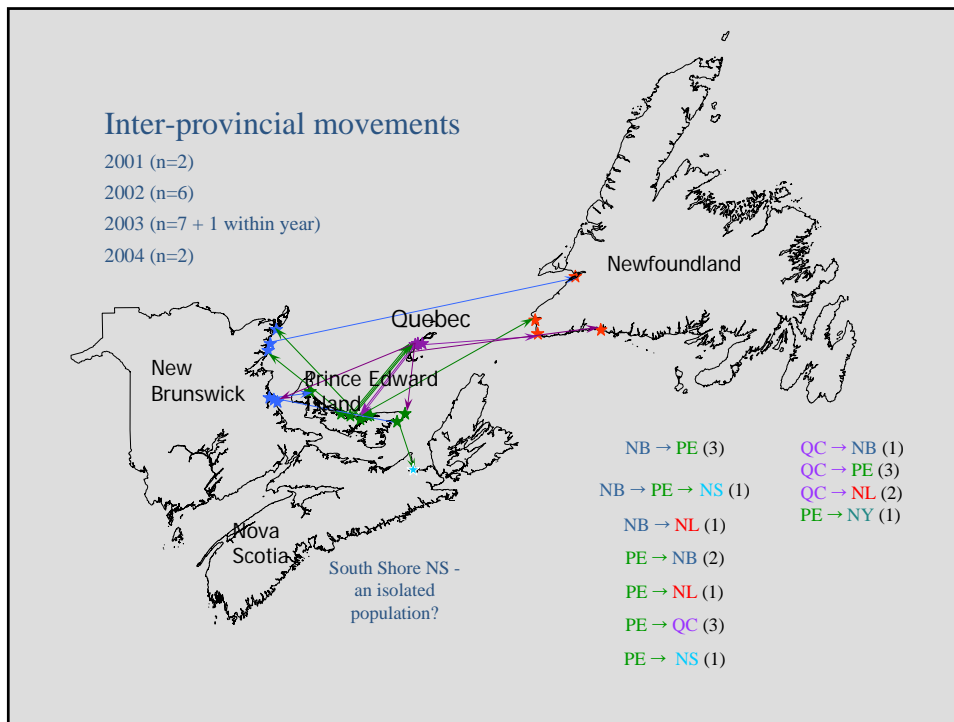 Inter-provincial movements
2001 (n=2)
2002 (n=6)
2003 (n=7 + 1 within year)
2004 (n=2)
Newfoundland
Quebec
New
Brunswick
Prince Edward
Island
Nova
Scotia
South Shore NS -
an isolated
population?
NB → PE (3)
NB → PE → NS (1)
NB → NL (1)
PE → NB (2)
PE → NL (1)
PE → QC (3)
PE → NS (1)
QC → NB (1)
QC → PE (3)
QC → NL (2)
PE → NY (1)